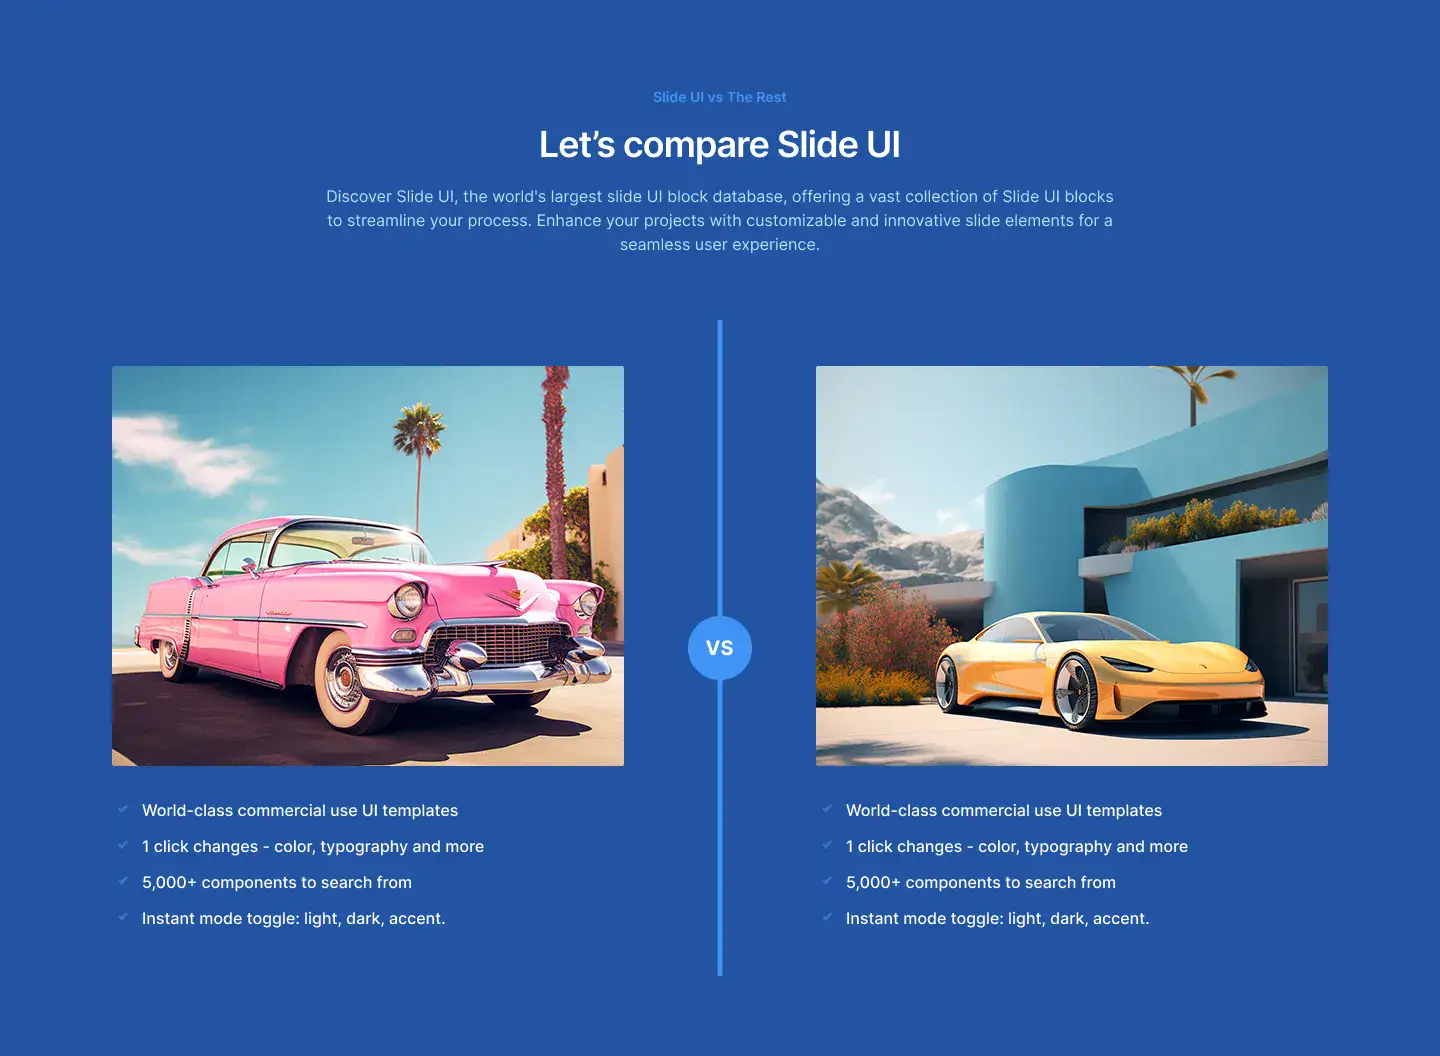 Slide UI vs The Rest
Let’s compare Slide UI
Discover Slide UI, the world's largest slide UI block database, offering a vast collection of Slide UI blocks
to streamline your process. Enhance your projects with customizable and innovative slide elements for a
seamless user experience.
VS
World-class commercial use UI templates
1 click changes - color, typography and more
5,000+ components to search from
Instant mode toggle: light, dark, accent.
World-class commercial use UI templates
1 click changes - color, typography and more
5,000+ components to search from
Instant mode toggle: light, dark, accent.